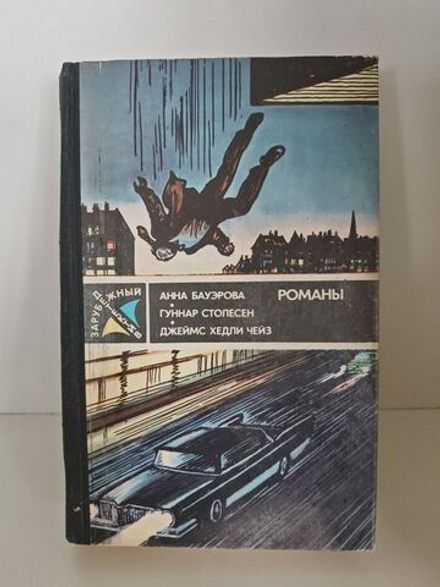 ЗАРУБЕЖНЫЙ
ДЕТЕКТИВ
АННА БАУЭРОВА
ГУННАР СТОЛЕСЕН
ДЖЕЙМС ХЕДЛИ ЧЕЙЗ
РОМАНЫ